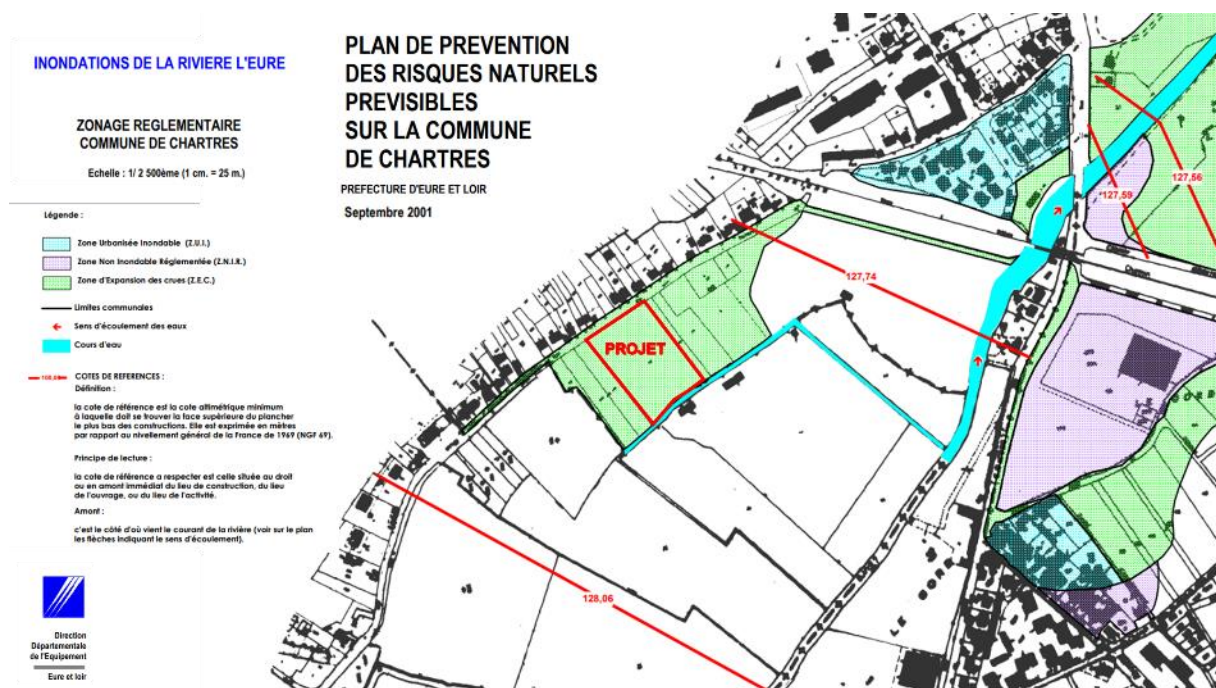 INONDATIONS DE LA RIVIERE L'EURE
ZONAGE REGLEMENTAIRE
COMMUNE DE CHARTRES
Echelle : 1/ 2 500ème (1 cm. = 25 m.)
PLAN DE PREVENTION
DES RISQUES NATURELS
PREVISIBLES
SUR LA COMMUNE
DE CHARTRES
PREFECTURE D'EURE ET LOIR
Septembre 2001
Légende :
Zone Urbanisée Inondable (Z.U.I.)
Zone Non Inondable Réglementée (Z.N.I.R.)
Zone d'Expansion des crues (Z.E.C.)
Limites communales
Sens d'écoulement des eaux
Cours d'eau
COTES DE REFERENCES :
Définition :
la cote de référence est la cote altimétrique minimum
à laquelle doit se trouver la face supérieure du plancher
le plus bas des constructions. Elle est exprimée en mètres
par rapport au nivellement général de la France de 1969 (NGF 69).
Principe de lecture :
la cote de référence a respecter est celle située au droit
ou en amont immédiat du lieu de construction, du lieu
de l'ouvrage, ou du lieu de l'activité.
Amont :
c'est le côté d'où vient le courant de la rivière (voir sur le plan
les flèches indiquant le sens d'écoulement).
Direction
Départementale
de l'Equipement
Eure et loir
127,56
127,59
127,74
PROJET
128,06
LE GORD